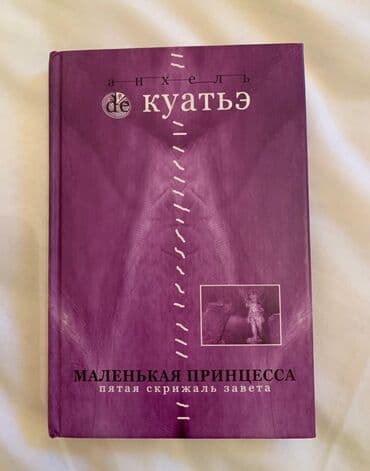 анхель
de КУАТЬЭ
МАЛЕНЬКАЯ ПРИНЦЕССА
пятая скрижаль завета